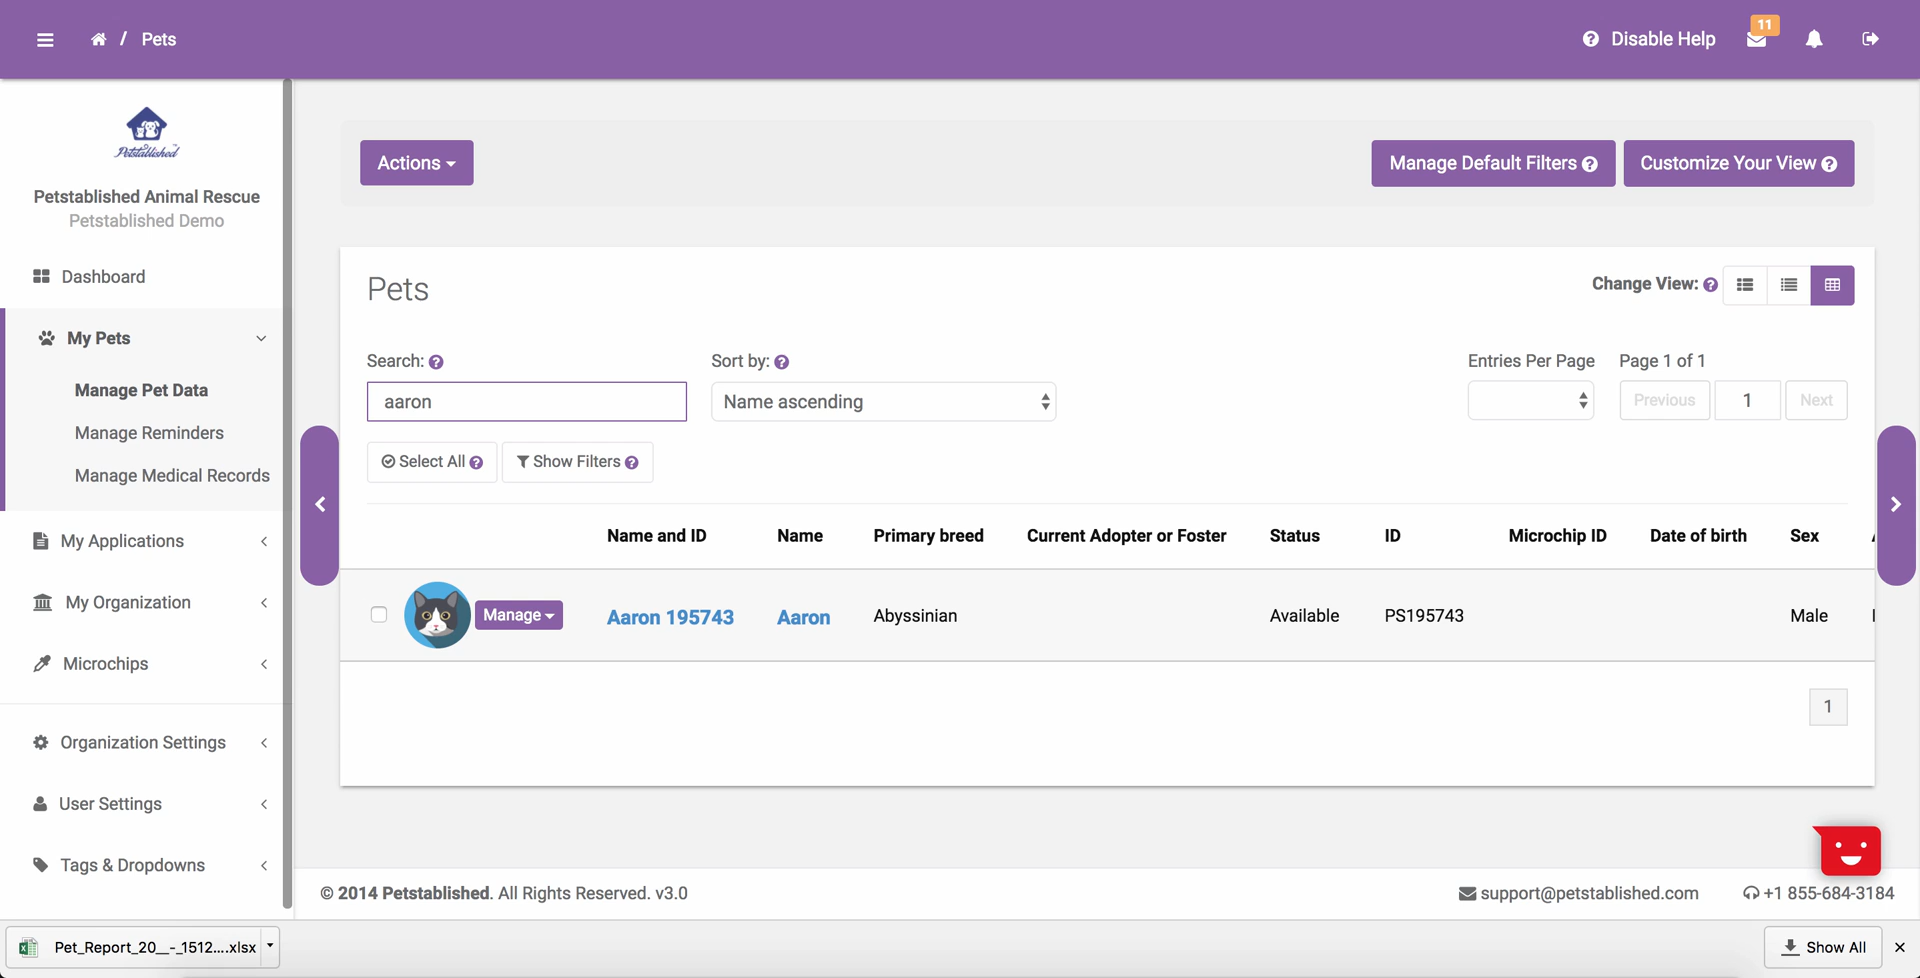 / Pets
Disable Help
11
Petstablished
Petstablished Animal Rescue
Petstablished Demo
Dashboard
My Pets
Manage Pet Data
Manage Reminders
Manage Medical Records
My Applications
My Organization
Microchips
Organization Settings
User Settings
Tags & Dropdowns
Actions
Manage Default Filters ?
Customize Your View ?
Pets
Change View: ?
Search: ?
Sort by: ?
Entries Per Page
Page 1 of 1
aaron
Name ascending
Previous
1
Next
Select All ?
Show Filters ?
Name and ID
Name
Primary breed
Current Adopter or Foster
Status
ID
Microchip ID
Date of birth
Sex
Manage
Aaron 195743
Aaron
Abyssinian
Available
PS195743
Male
1
© 2014 Petstablished. All Rights Reserved. v3.0
support@petstablished.com
+1 855-684-3184
Pet_Report_20__-_1512....xlsx
Show All